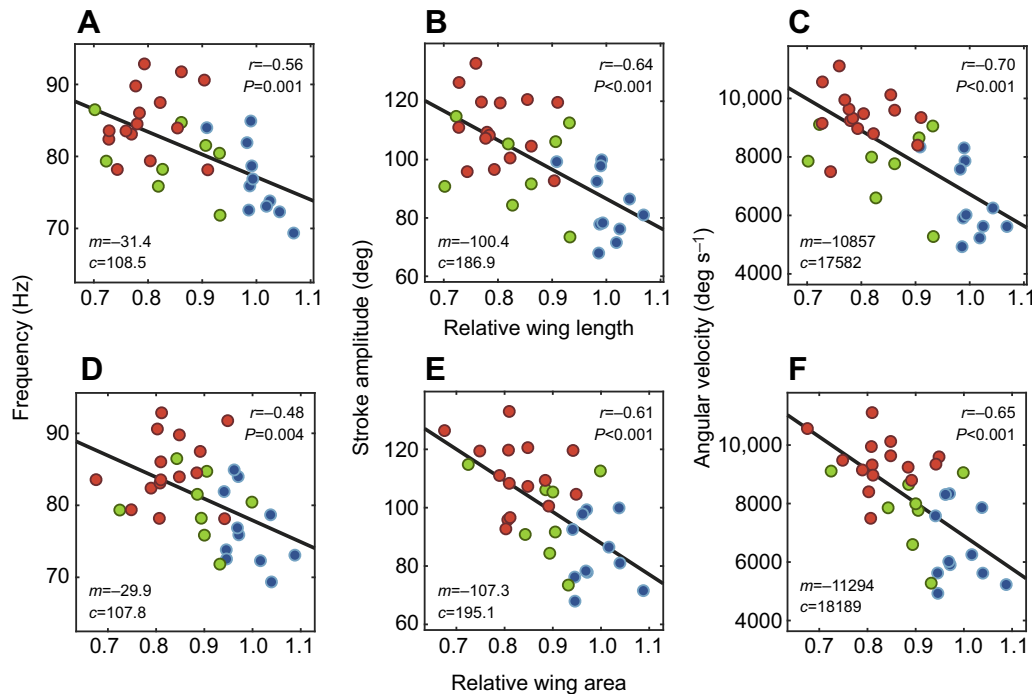 A
B
C
Frequency (Hz)
90
80
70
r=–0.56
P=0.001
m=–31.4
c=108.5
0.7 0.8 0.9 1.0 1.1
Stroke amplitude (deg)
120
100
80
60
r=–0.64
P<0.001
m=–100.4
c=186.9
0.7 0.8 0.9 1.0 1.1
Relative wing length
Angular velocity (deg s–1)
10,000
8000
6000
4000
r=–0.70
P<0.001
m=–10857
c=17582
0.7 0.8 0.9 1.0 1.1
D
E
F
90
80
70
r=–0.48
P=0.004
m=–29.9
c=107.8
0.7 0.8 0.9 1.0 1.1
120
100
80
60
r=–0.61
P<0.001
m=–107.3
c=195.1
0.7 0.8 0.9 1.0 1.1
Relative wing area
10,000
8000
6000
4000
r=–0.65
P<0.001
m=–11294
c=18189
0.7 0.8 0.9 1.0 1.1